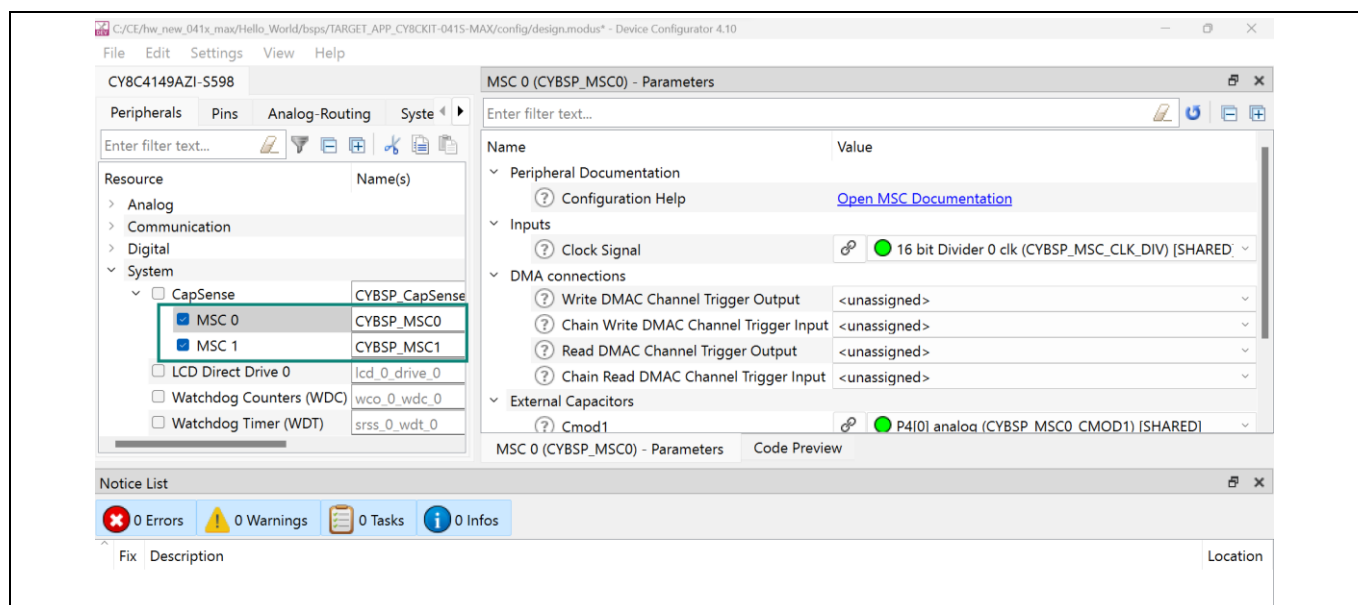 C:/CE/hw_new_041x_max/Hello_World/bsps/TARGET_APP_CY8CKIT-041S-MAX/config/design.modus* - Device Configurator 4.10
File Edit Settings View Help
CY8C4149AZI-S598
Peripherals Pins Analog-Routing Syste
Enter filter text...
Resource Name(s)
Analog
Communication
Digital
System
CapSense CYBSP_CapSense
MSC 0 CYBSP_MSC0
MSC 1 CYBSP_MSC1
LCD Direct Drive 0 lcd_0_drive_0
Watchdog Counters (WDC) wco_0_wdc_0
Watchdog Timer (WDT) srss_0_wdt_0
MSC 0 (CYBSP_MSC0) - Parameters
Enter filter text...
Name Value
Peripheral Documentation
Configuration Help Open MSC Documentation
Inputs
Clock Signal 16 bit Divider 0 clk (CYBSP_MSC_CLK_DIV) [SHARED]
DMA connections
Write DMAC Channel Trigger Output <unassigned>
Chain Write DMAC Channel Trigger Input <unassigned>
Read DMAC Channel Trigger Output <unassigned>
Chain Read DMAC Channel Trigger Input <unassigned>
External Capacitors
Cmod1 P4[0] analog (CYBSP_MSC0_CMOD1) [SHARED]
MSC 0 (CYBSP_MSC0) - Parameters Code Preview
Notice List
0 Errors 0 Warnings 0 Tasks 0 Infos
Fix Description Location